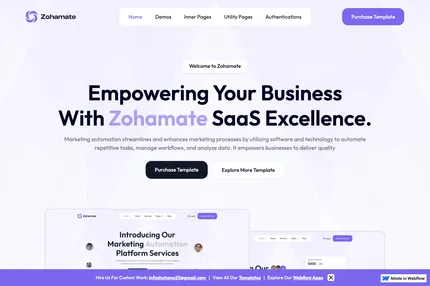 Zohamate
Home Demos Inner Pages Utility Pages Authentications
Purchase Template
Welcome to Zohamate
Empowering Your Business
With Zohamate SaaS Excellence.
Marketing automation streamlines and enhances marketing processes by utilizing software and technology to automate
repetitive tasks, manage workflows, and analyze data. It empowers businesses to deliver quality
Purchase Template Explore More Template
Zohamate
Introducing Our
Marketing Automation
Platform Services
Hire Us For Custom Work: | View All Our Templates | Explore Our Webflow Apps
Made in Webflow